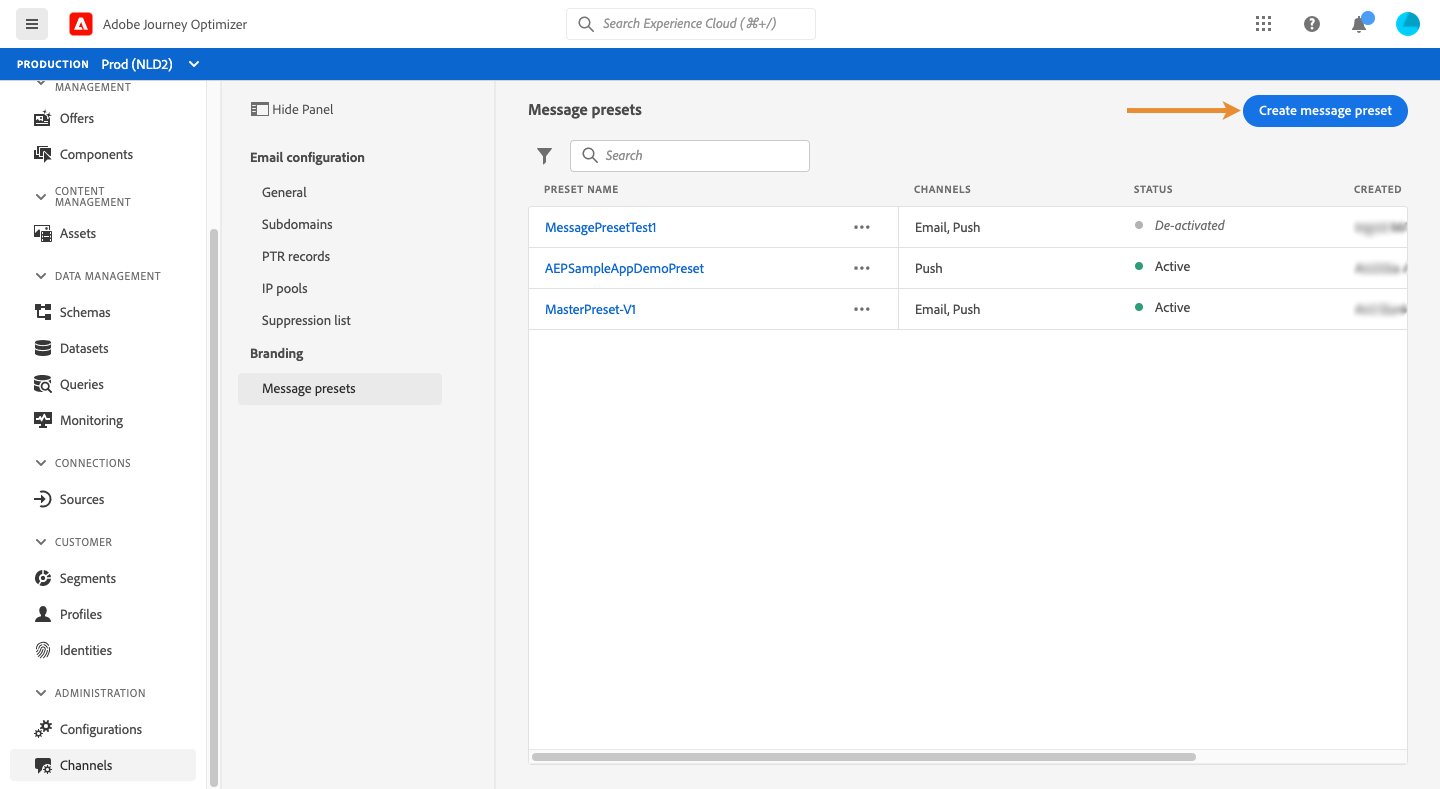 Adobe Journey Optimizer
Search Experience Cloud (⌘+/)
PRODUCTION Prod (NLD2)
MANAGEMENT
Offers
Components
CONTENT
MANAGEMENT
Assets
DATA MANAGEMENT
Schemas
Datasets
Queries
Monitoring
CONNECTIONS
Sources
CUSTOMER
Segments
Profiles
Identities
ADMINISTRATION
Configurations
Channels
Hide Panel
Email configuration
General
Subdomains
PTR records
IP pools
Suppression list
Branding
Message presets
Message presets
Create message preset
Search
PRESET NAME CHANNELS STATUS CREATED
MessagePresetTest1 Email, Push De-activated
AEPSampleAppDemoPreset Push Active
MasterPreset-V1 Email, Push Active